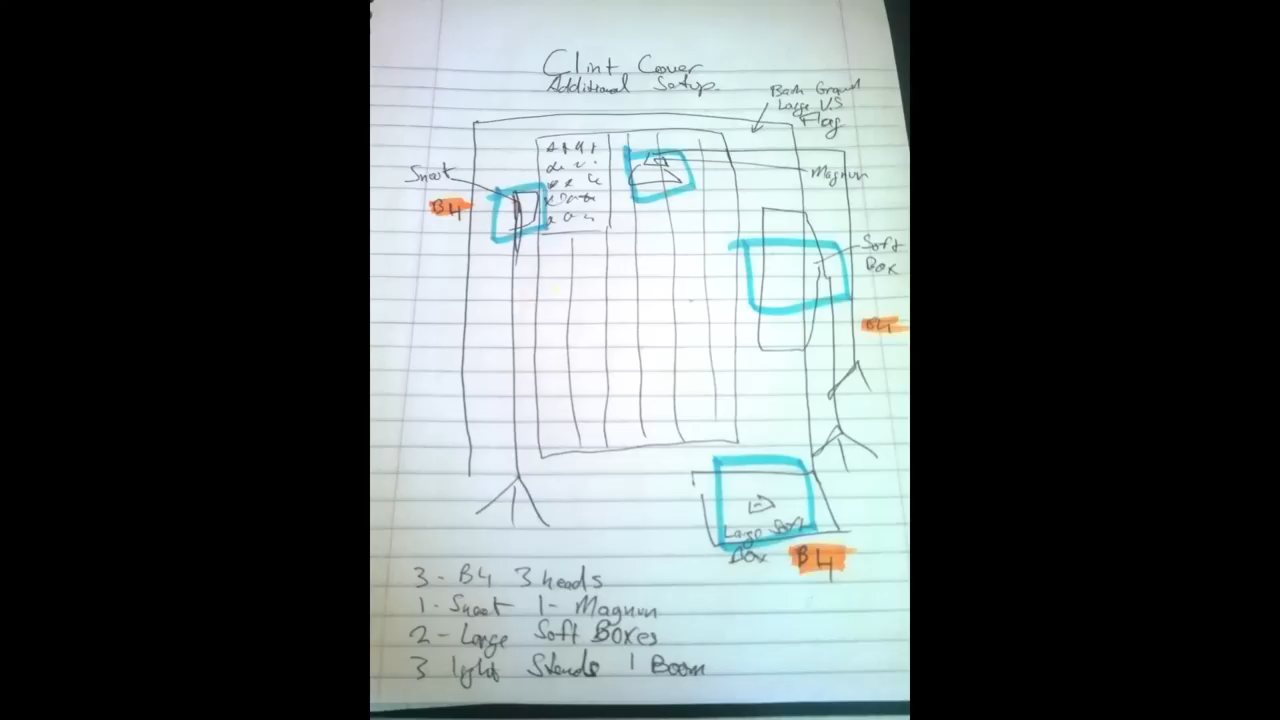 Clint Cover
Additional Setup.
Back Ground
Large U.S
Flag
Snoot
Magnum
B4
Soft
Box
B4
Large Soft
Box
B4
3 - B4 3 heads
1 - Snoot 1 - Magnum
2 - Large Soft Boxes
3 light Stands 1 Boom